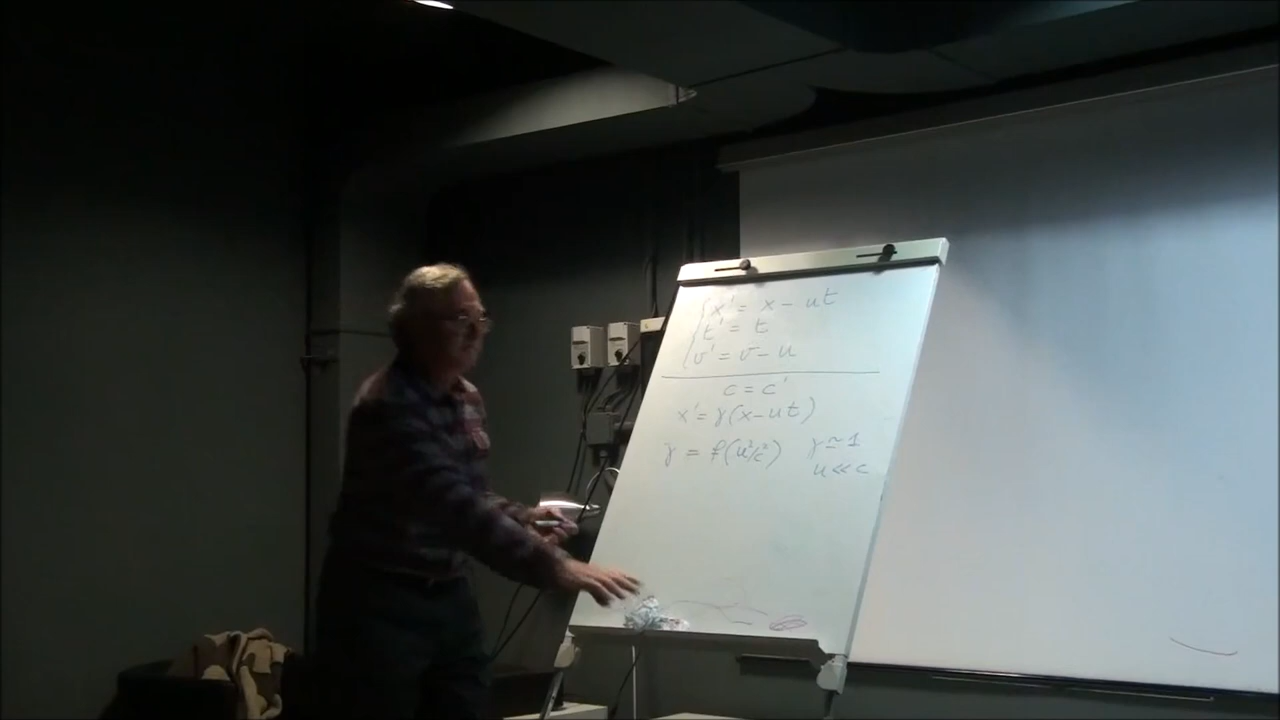 x' = x - ut
t' = t
v' = v - u
c = c'
x' = γ(x - ut)
γ = f(u²/c²) γ ≃ 1
u << c